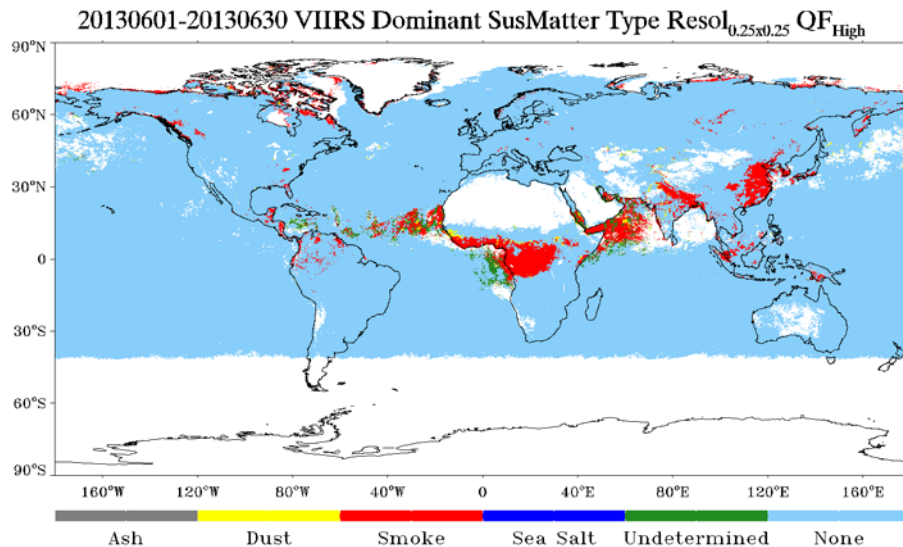 20130601-20130630 VIIRS Dominant SusMatter Type Resol0.25x0.25 QFHigh
90°N
60°N
30°N
0
30°S
60°S
90°S
160°W 120°W 80°W 40°W 0 40°E 80°E 120°E 160°E
Ash Dust Smoke Sea Salt Undetermined None